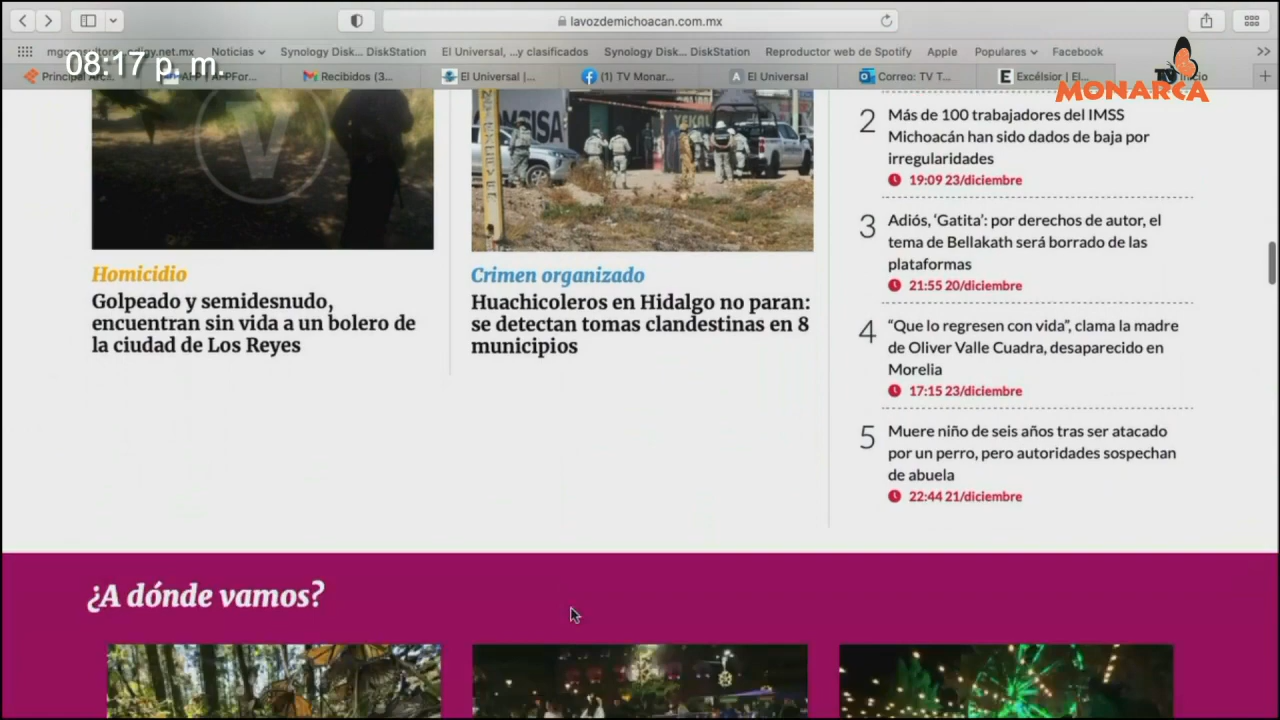 lavozdemichoacan.com.mx
08:17 p. m.
Noticias
Synology Disk... DiskStation
El Universal, ...y clasificados
Synology Disk... DiskStation
Reproductor web de Spotify
Apple
Populares
Facebook
Recibidos (3...
El Universal |...
(1) TV Monar...
El Universal
Correo: TV T...
Excélsior | El...
TV MONARCA
Homicidio
Golpeado y semidesnudo,
encuentran sin vida a un bolero de
la ciudad de Los Reyes
Crimen organizado
Huachicoleros en Hidalgo no paran:
se detectan tomas clandestinas en 8
municipios
2
Más de 100 trabajadores del IMSS
Michoacán han sido dados de baja por
irregularidades
19:09 23/diciembre
3
Adiós, ‘Gatita’: por derechos de autor, el
tema de Bellakath será borrado de las
plataformas
21:55 20/diciembre
4
“Que lo regresen con vida”, clama la madre
de Oliver Valle Cuadra, desaparecido en
Morelia
17:15 23/diciembre
5
Muere niño de seis años tras ser atacado
por un perro, pero autoridades sospechan
de abuela
22:44 21/diciembre
¿A dónde vamos?